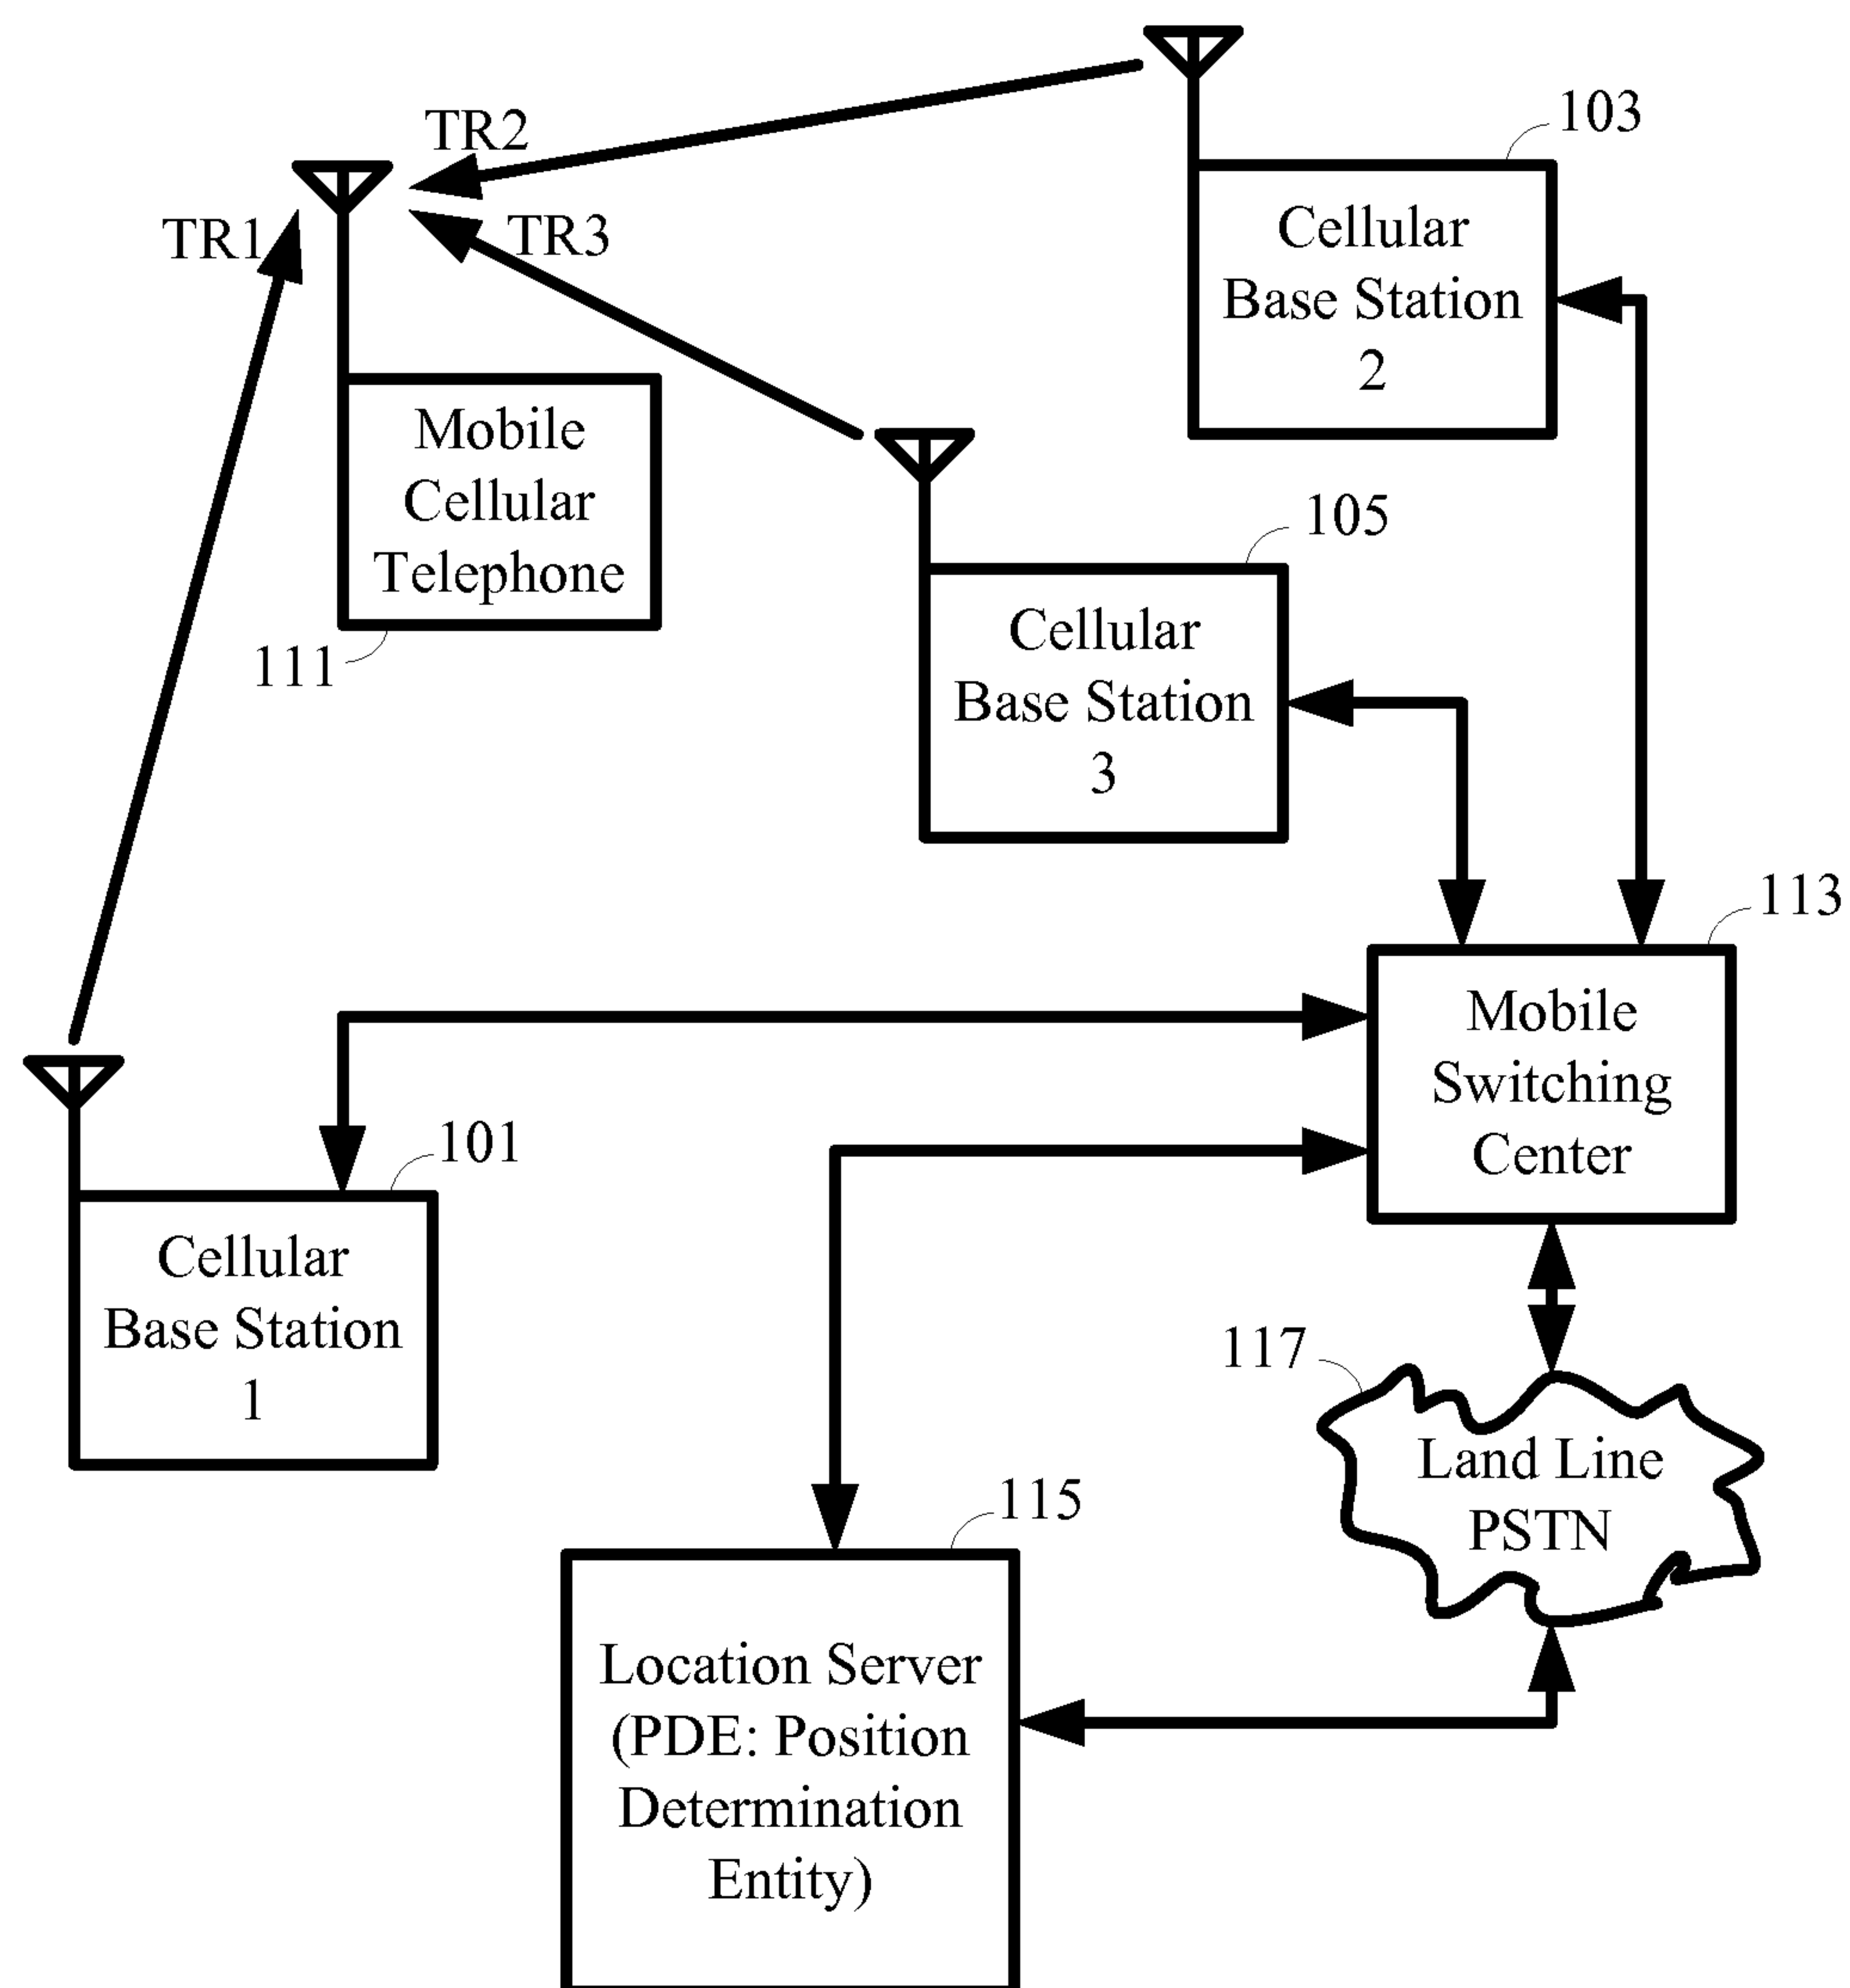 103
TR2
TR1
TR3
Cellular
Base Station
2
Mobile
Cellular
Telephone
111
105
Cellular
Base Station
3
113
Mobile
Switching
Center
101
Cellular
Base Station
1
117
Land Line
PSTN
115
Location Server
(PDE: Position
Determination
Entity)